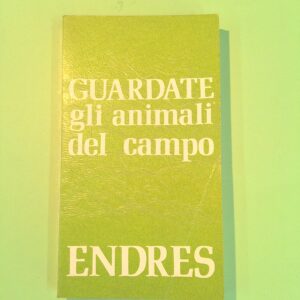 GUARDATE
gli animali
del campo
ENDRES